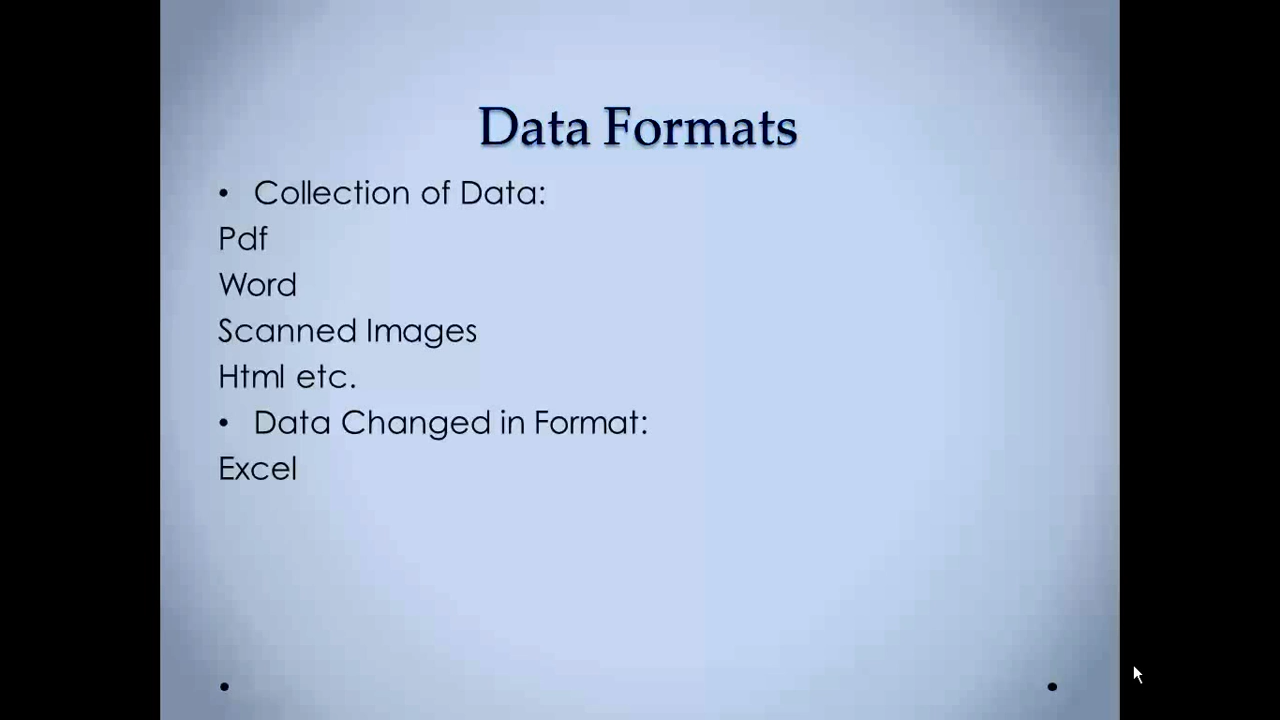 Data Formats
• Collection of Data:
Pdf
Word
Scanned Images
Html etc.
• Data Changed in Format:
Excel